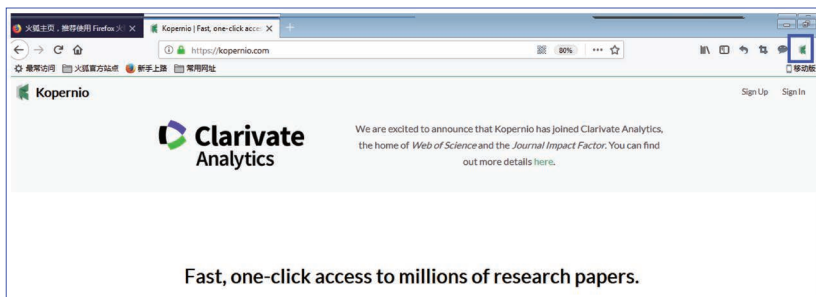 火狐主页，推荐使用 Firefox 火
Kopernio | Fast, one-click acce
https://kopernio.com
80%
最常访问 火狐官方站点 新手上路 常用网址
移动版
Kopernio
Sign Up Sign In
Clarivate
Analytics
We are excited to announce that Kopernio has joined Clarivate Analytics,
the home of Web of Science and the Journal Impact Factor. You can find
out more details here.
Fast, one-click access to millions of research papers.